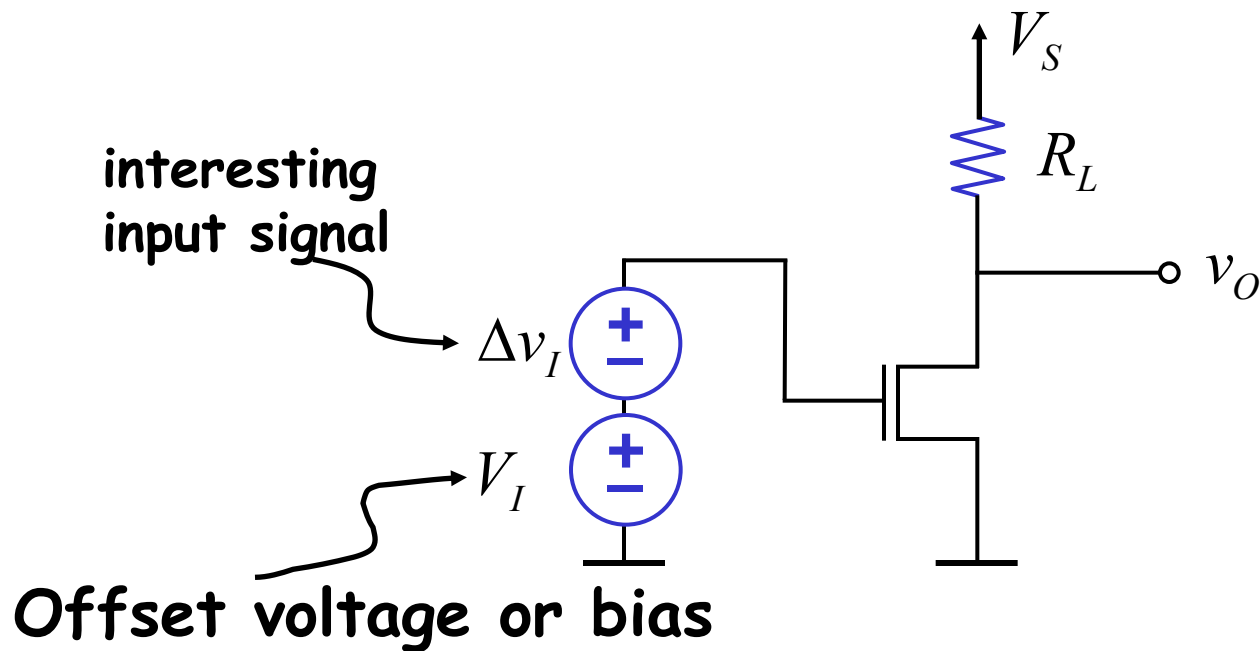 V_S
interesting
input signal
R_L
v_O
Δv_I
+
−
V_I
+
−
Offset voltage or bias